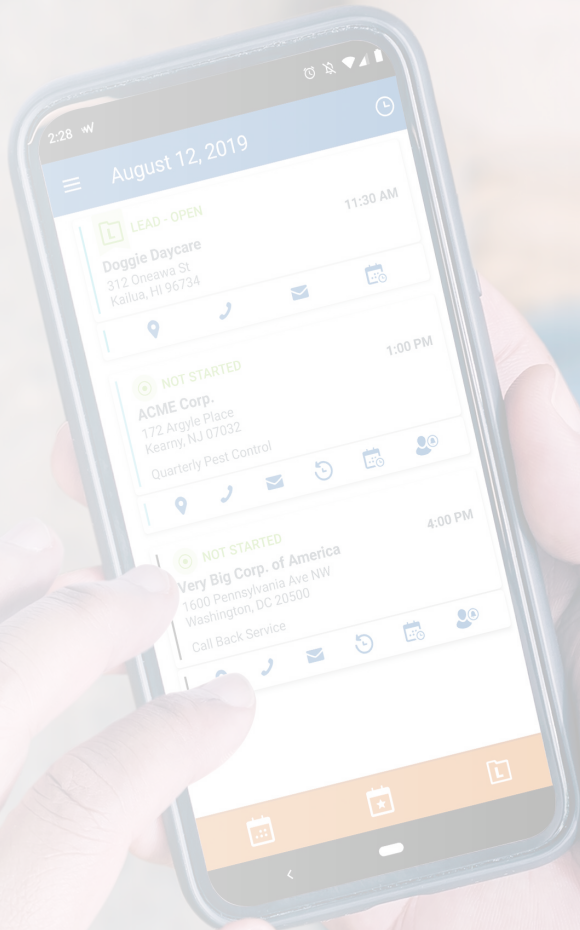 2:28
August 12, 2019
LEAD - OPEN
11:30 AM
Doggie Daycare
312 Oneawa St
Kailua, HI 96734
NOT STARTED
1:00 PM
ACME Corp.
172 Argyle Place
Kearny, NJ 07032
Quarterly Pest Control
NOT STARTED
4:00 PM
Very Big Corp. of America
1600 Pennsylvania Ave NW
Washington, DC 20500
Call Back Service
L